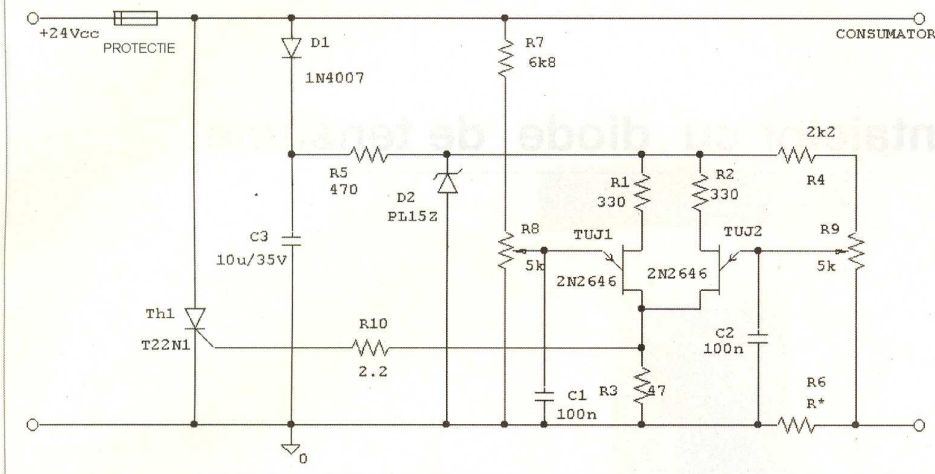 +24Vcc
PROTECTIE
CONSUMATOR
D1
1N4007
R7
6k8
2k2
R4
R5
470
D2
PL15Z
R1
330
R2
330
C3
10u/35V
R8
5k
TUJ1
2N2646
TUJ2
2N2646
R9
5k
Th1
T22N1
R10
2.2
C2
100n
C1
100n
R3
47
R6
R*
0